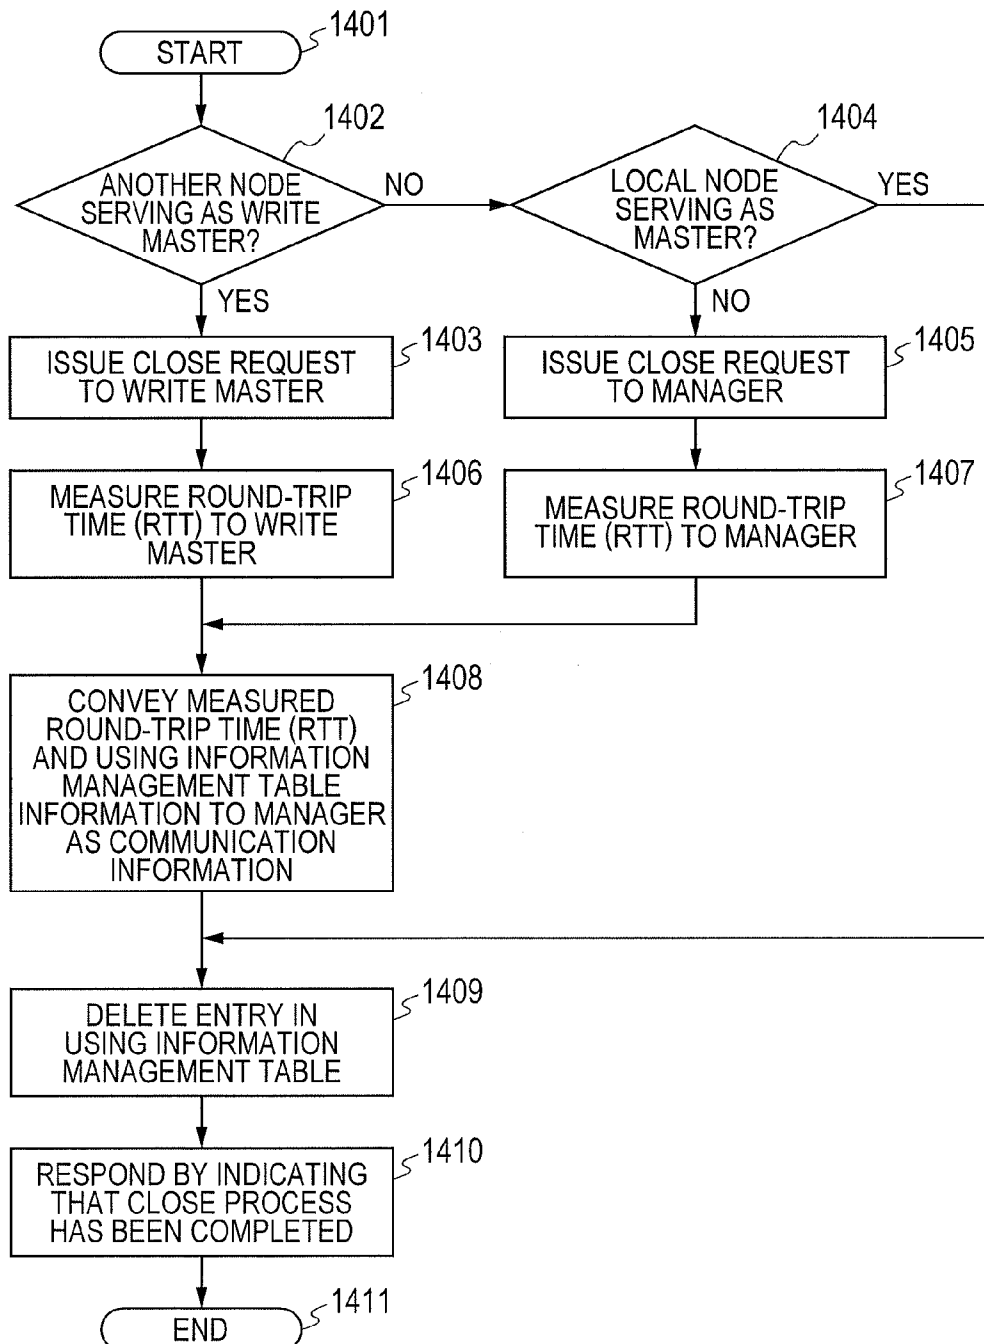 1401
START
1402
ANOTHER NODE
SERVING AS WRITE
MASTER?
NO
YES
1404
LOCAL NODE
SERVING AS
MASTER?
YES
NO
1403
ISSUE CLOSE REQUEST
TO WRITE MASTER
1405
ISSUE CLOSE REQUEST
TO MANAGER
1406
MEASURE ROUND-TRIP
TIME (RTT) TO WRITE
MASTER
1407
MEASURE ROUND-TRIP
TIME (RTT) TO MANAGER
1408
CONVEY MEASURED
ROUND-TRIP TIME (RTT)
AND USING INFORMATION
MANAGEMENT TABLE
INFORMATION TO MANAGER
AS COMMUNICATION
INFORMATION
1409
DELETE ENTRY IN
USING INFORMATION
MANAGEMENT TABLE
1410
RESPOND BY INDICATING
THAT CLOSE PROCESS
HAS BEEN COMPLETED
1411
END